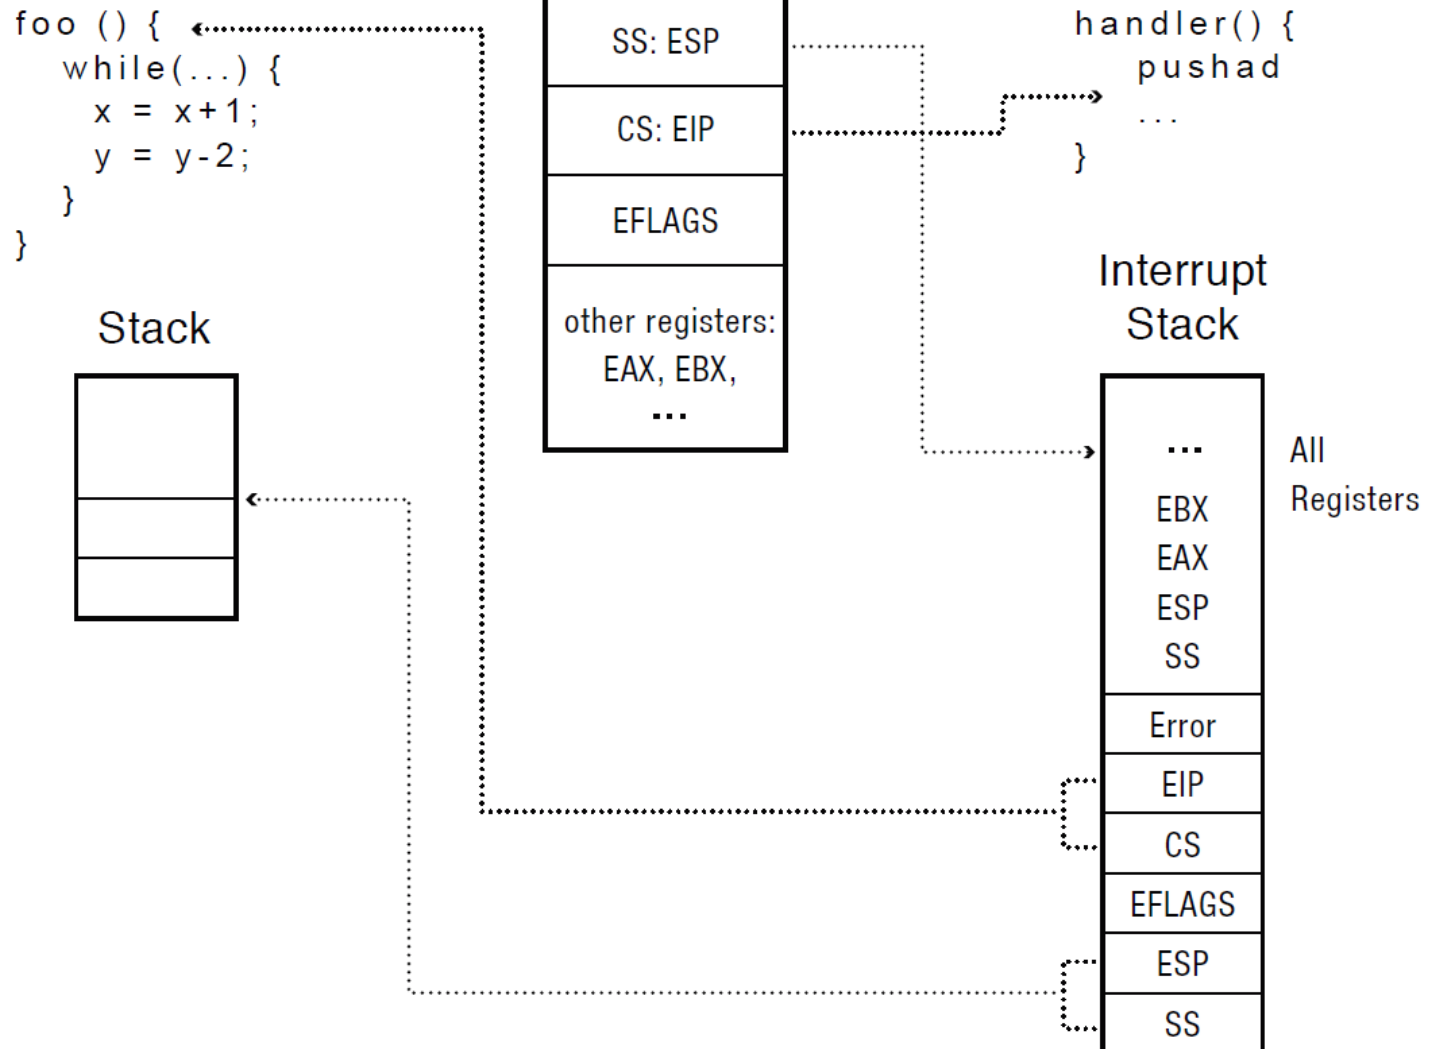 foo () {
while(...) {
x = x+1;
y = y-2;
}
}
Stack
SS: ESP
CS: EIP
EFLAGS
other registers:
EAX, EBX,
...
handler() {
pushad
...
}
Interrupt
Stack
...
EBX
EAX
ESP
SS
Error
EIP
CS
EFLAGS
ESP
SS
All
Registers